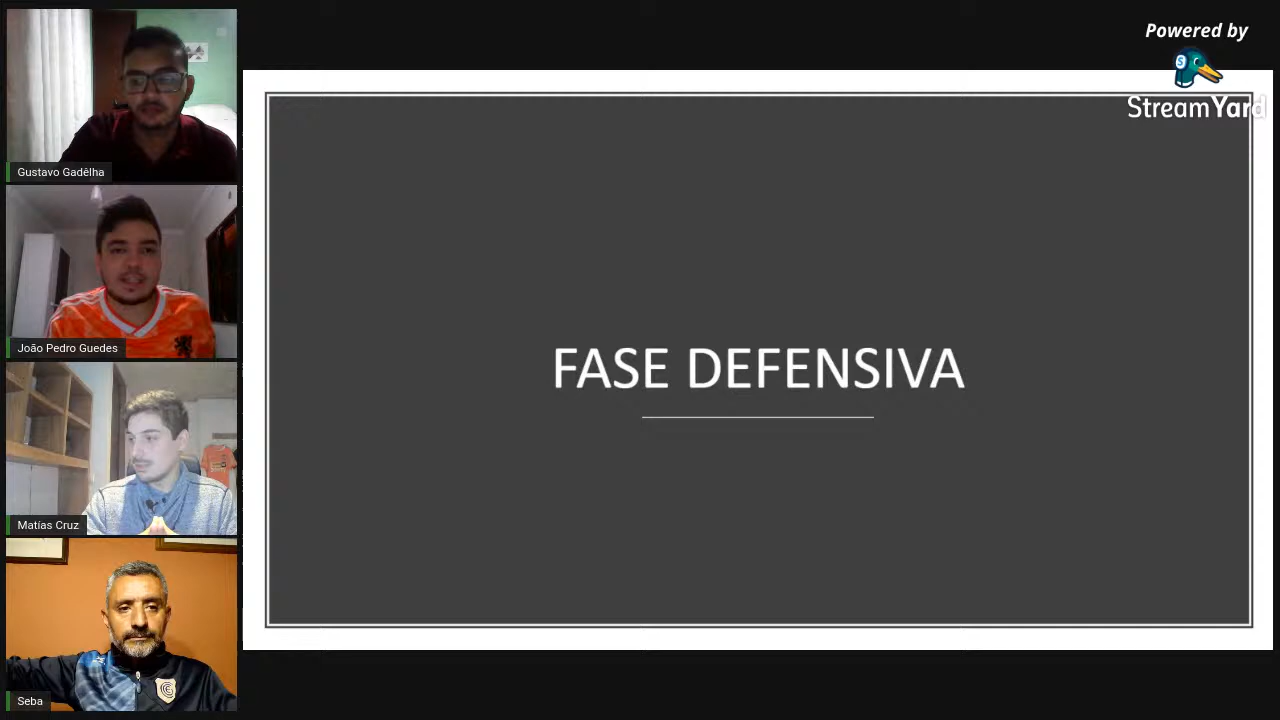 Gustavo Gadêlha
João Pedro Guedes
Matías Cruz
Seba
FASE DEFENSIVA
Powered by
StreamYard